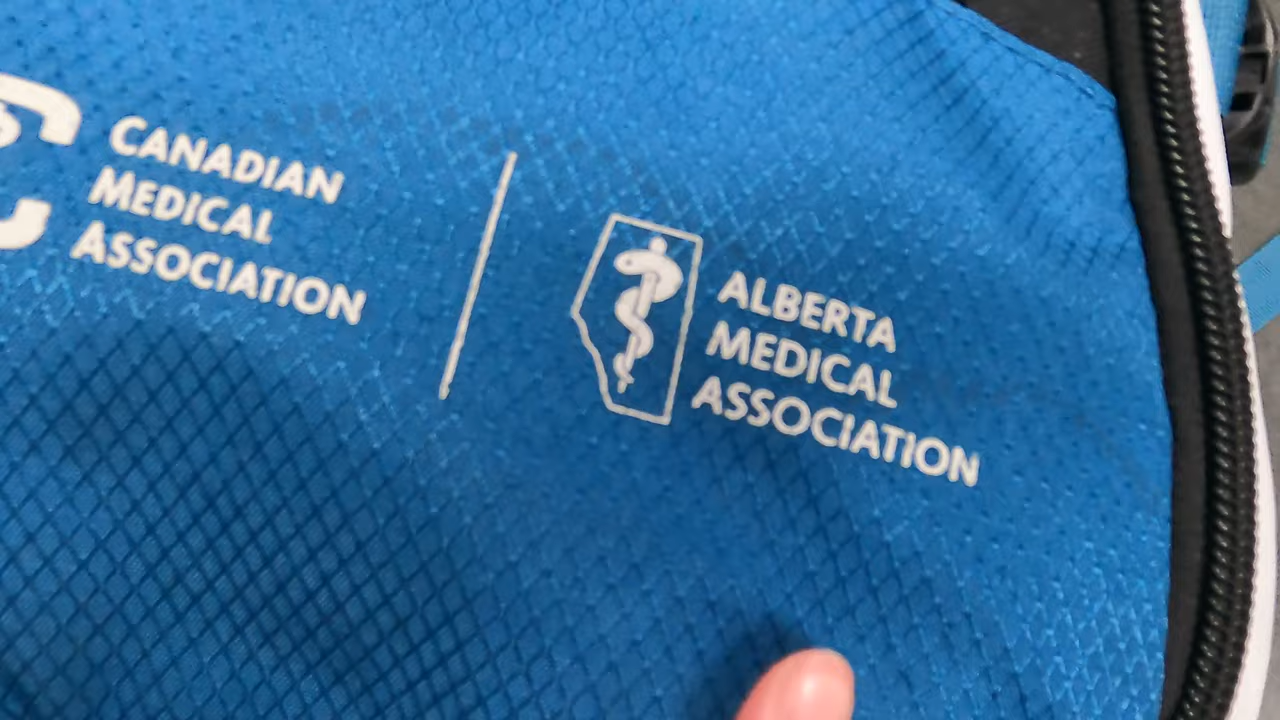 CANADIAN
MEDICAL
ASSOCIATION
ALBERTA
MEDICAL
ASSOCIATION